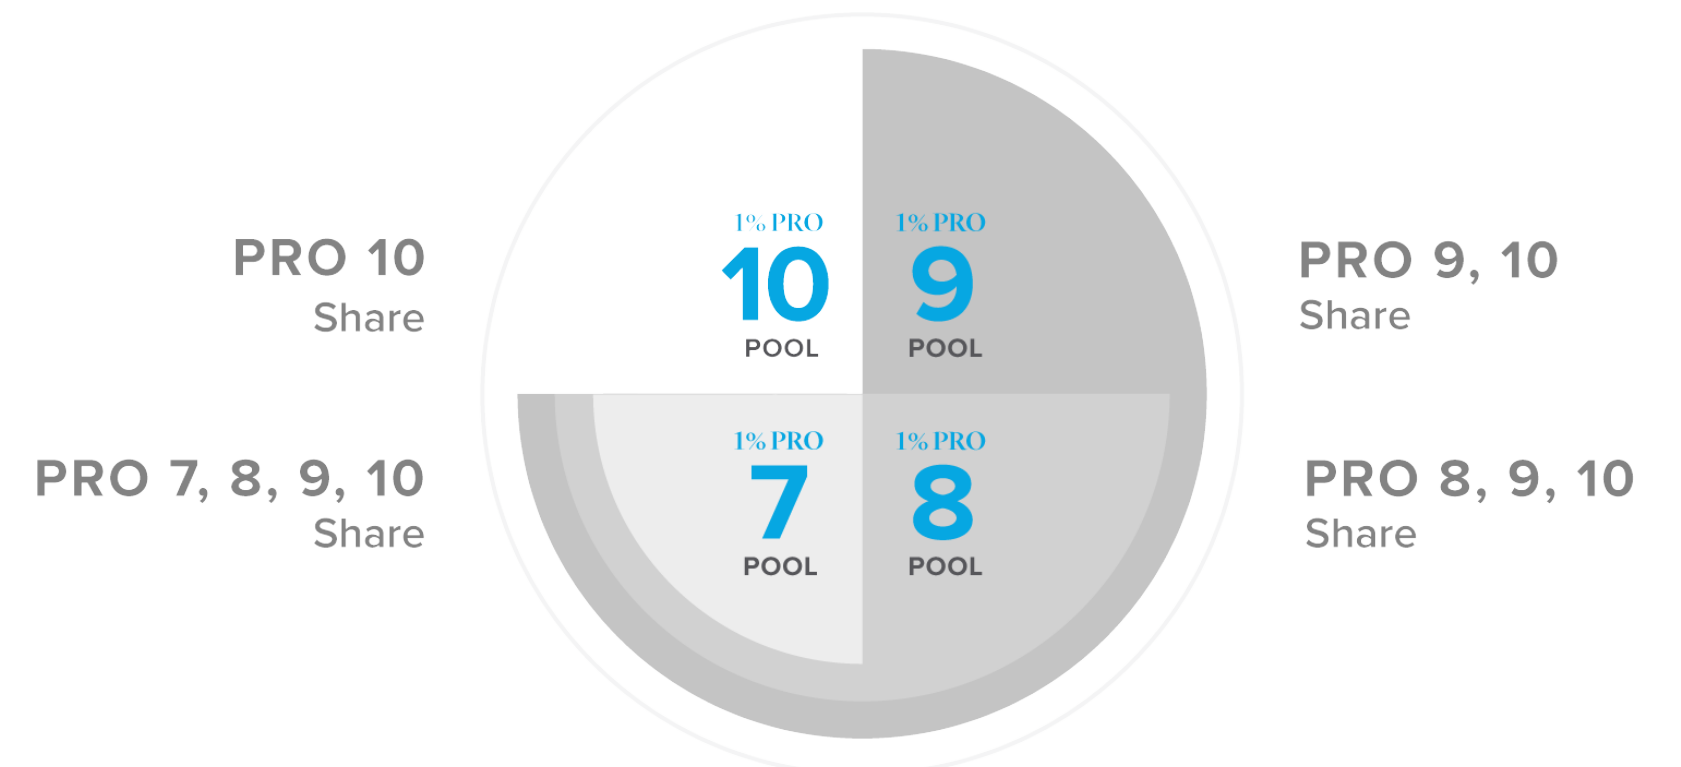 PRO 10
Share
1% PRO
10
POOL
1% PRO
9
POOL
PRO 9, 10
Share
PRO 7, 8, 9, 10
Share
1% PRO
7
POOL
1% PRO
8
POOL
PRO 8, 9, 10
Share